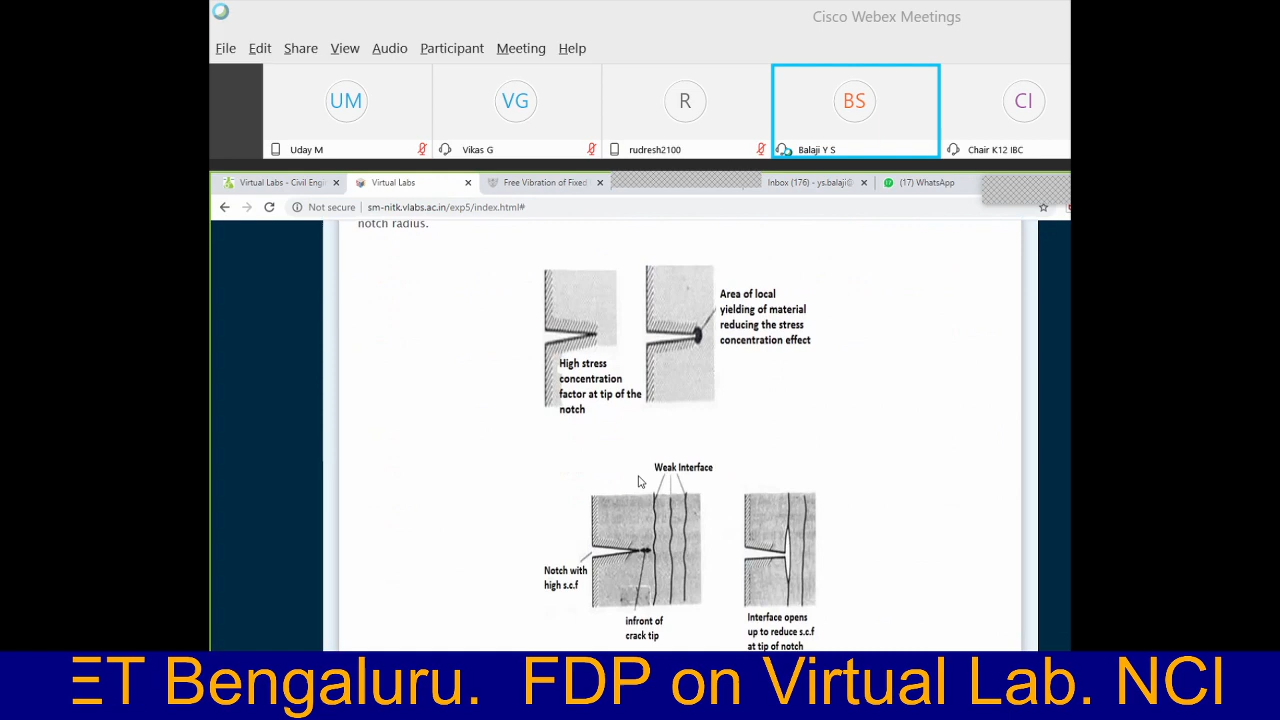 Cisco Webex Meetings
File Edit Share View Audio Participant Meeting Help
UM VG R BS CI
Uday M Vikas G rudresh2100 Balaji Y S Chair K12 IBC
Virtual Labs - Civil Engi Virtual Labs Free Vibration of Fixed Inbox (176) - ys.balaji@ (17) WhatsApp
Not secure sm-nitk.vlabs.ac.in/exp5/index.html#
notch radius.
Area of local
yielding of material
reducing the stress
concentration effect
High stress
concentration
factor at tip of the
notch
Weak Interface
Notch with
high s.c.f
infront of
crack tip
Interface opens
up to reduce s.c.f
at tip of notch
ET Bengaluru. FDP on Virtual Lab. NCI